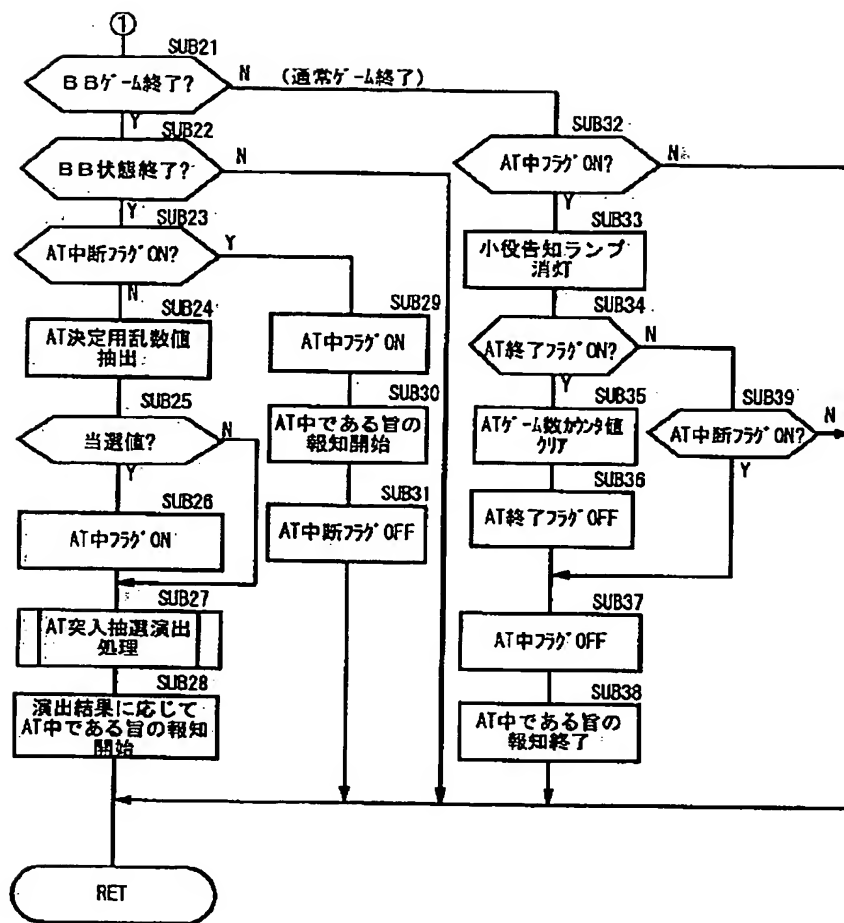 ①
SUB21
ＢＢｹﾞｰﾑ終了?
N
(通常ｹﾞｰﾑ終了)
Y
SUB22
ＢＢ状態終了?
N
Y
SUB23
AT中断ﾌﾗｸﾞON?
Y
N
SUB24
AT決定用乱数値
抽出
SUB25
当選値?
N
Y
SUB26
AT中ﾌﾗｸﾞON
SUB27
AT突入抽選演出
処理
SUB28
演出結果に応じて
AT中である旨の報知
開始
RET
SUB29
AT中ﾌﾗｸﾞON
SUB30
AT中である旨の
報知開始
SUB31
AT中断ﾌﾗｸﾞOFF
SUB32
AT中ﾌﾗｸﾞON?
N
Y
SUB33
小役告知ランプ
消灯
SUB34
AT終了ﾌﾗｸﾞON?
N
Y
SUB35
ATｹﾞｰﾑ数ｶｳﾝﾀ値
ｸﾘｱ
SUB36
AT終了ﾌﾗｸﾞOFF
SUB39
AT中断ﾌﾗｸﾞON?
N
Y
SUB37
AT中ﾌﾗｸﾞOFF
SUB38
AT中である旨の
報知終了